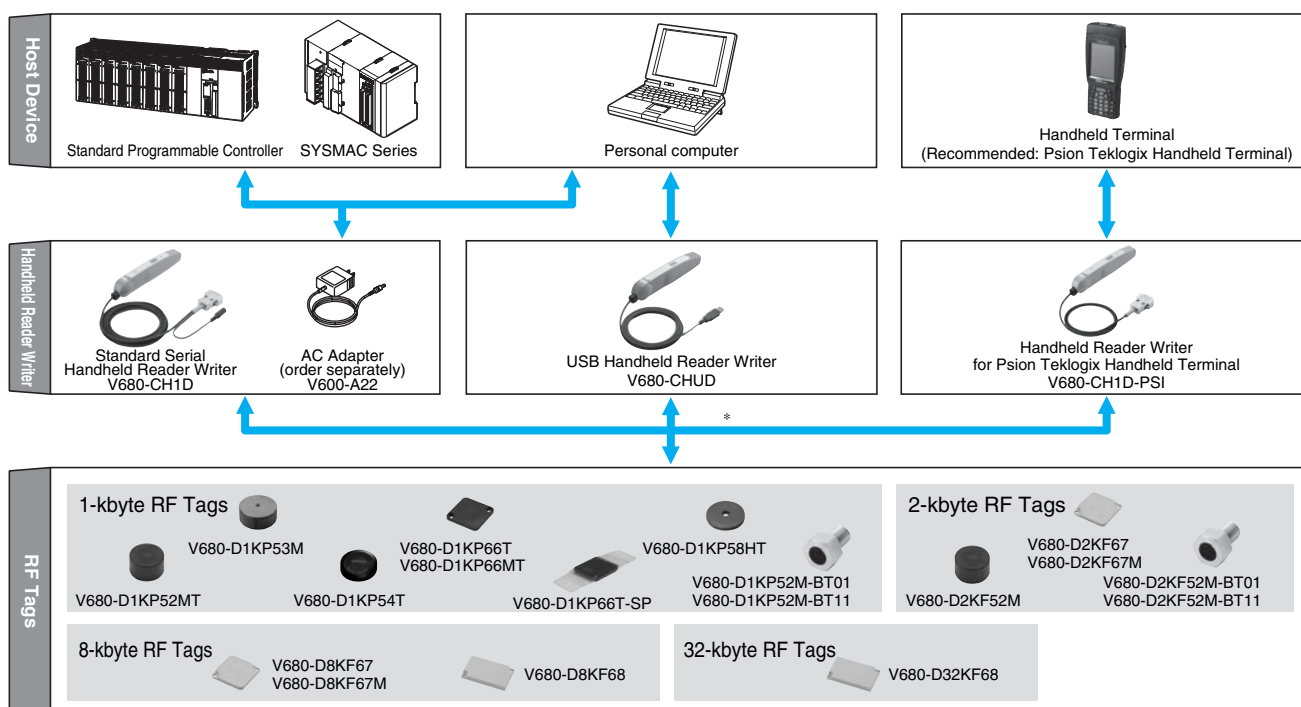 Host Device
Standard Programmable Controller
SYSMAC Series
Personal computer
Handheld Terminal
(Recommended: Psion Teklogix Handheld Terminal)
Handheld Reader Writer
Standard Serial
Handheld Reader Writer
V680-CH1D
AC Adapter
(order separately)
V600-A22
USB Handheld Reader Writer
V680-CHUD
Handheld Reader Writer
for Psion Teklogix Handheld Terminal
V680-CH1D-PSI
*
RF Tags
1-kbyte RF Tags
V680-D1KP53M
V680-D1KP66T
V680-D1KP66MT
V680-D1KP58HT
V680-D1KP52MT
V680-D1KP54T
V680-D1KP66T-SP
V680-D1KP52M-BT01
V680-D1KP52M-BT11
2-kbyte RF Tags
V680-D2KF67
V680-D2KF67M
V680-D2KF52M
V680-D2KF52M-BT01
V680-D2KF52M-BT11
8-kbyte RF Tags
V680-D8KF67
V680-D8KF67M
V680-D8KF68
32-kbyte RF Tags
V680-D32KF68